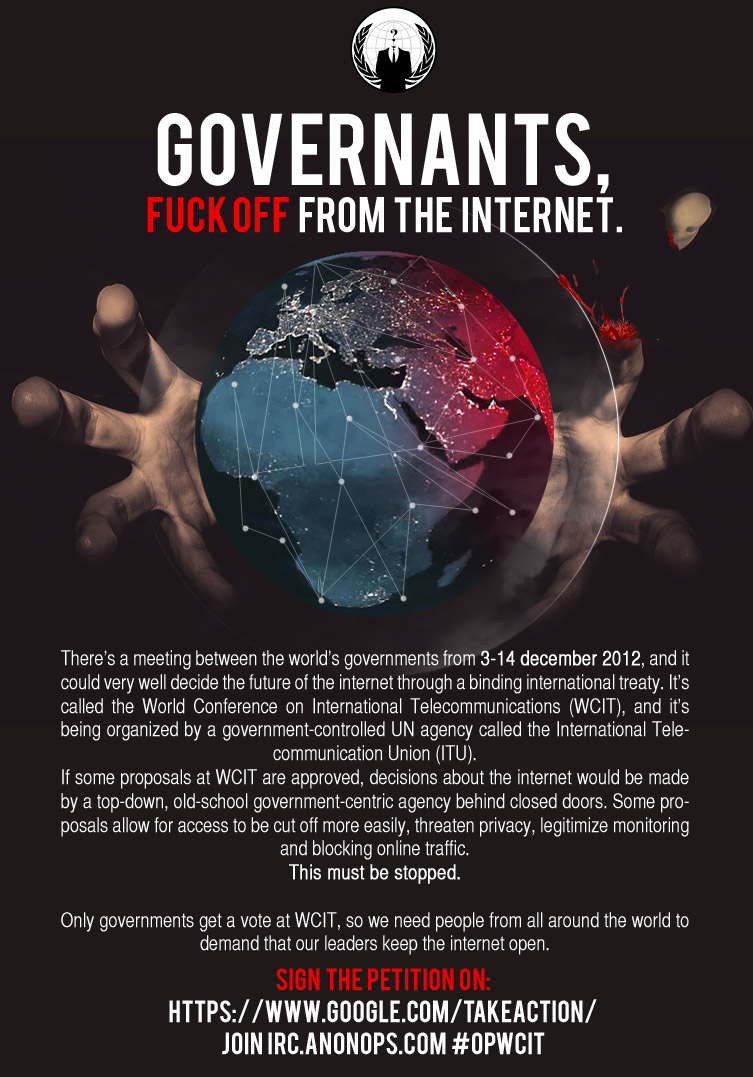 ?
GOVERNANTS,
FUCK OFF FROM THE INTERNET.
There's a meeting between the world's governments from 3-14 december 2012, and it
could very well decide the future of the internet through a binding international treaty. It's
called the World Conference on International Telecommunications (WCIT), and it's
being organized by a government-controlled UN agency called the International Tele-
communication Union (ITU).
If some proposals at WCIT are approved, decisions about the internet would be made
by a top-down, old-school government-centric agency behind closed doors. Some pro-
posals allow for access to be cut off more easily, threaten privacy, legitimize monitoring
and blocking online traffic.
This must be stopped.
Only governments get a vote at WCIT, so we need people from all around the world to
demand that our leaders keep the internet open.
SIGN THE PETITION ON:
HTTPS://WWW.GOOGLE.COM/TAKEACTION/
JOIN IRC.ANONOPS.COM #OPWCIT